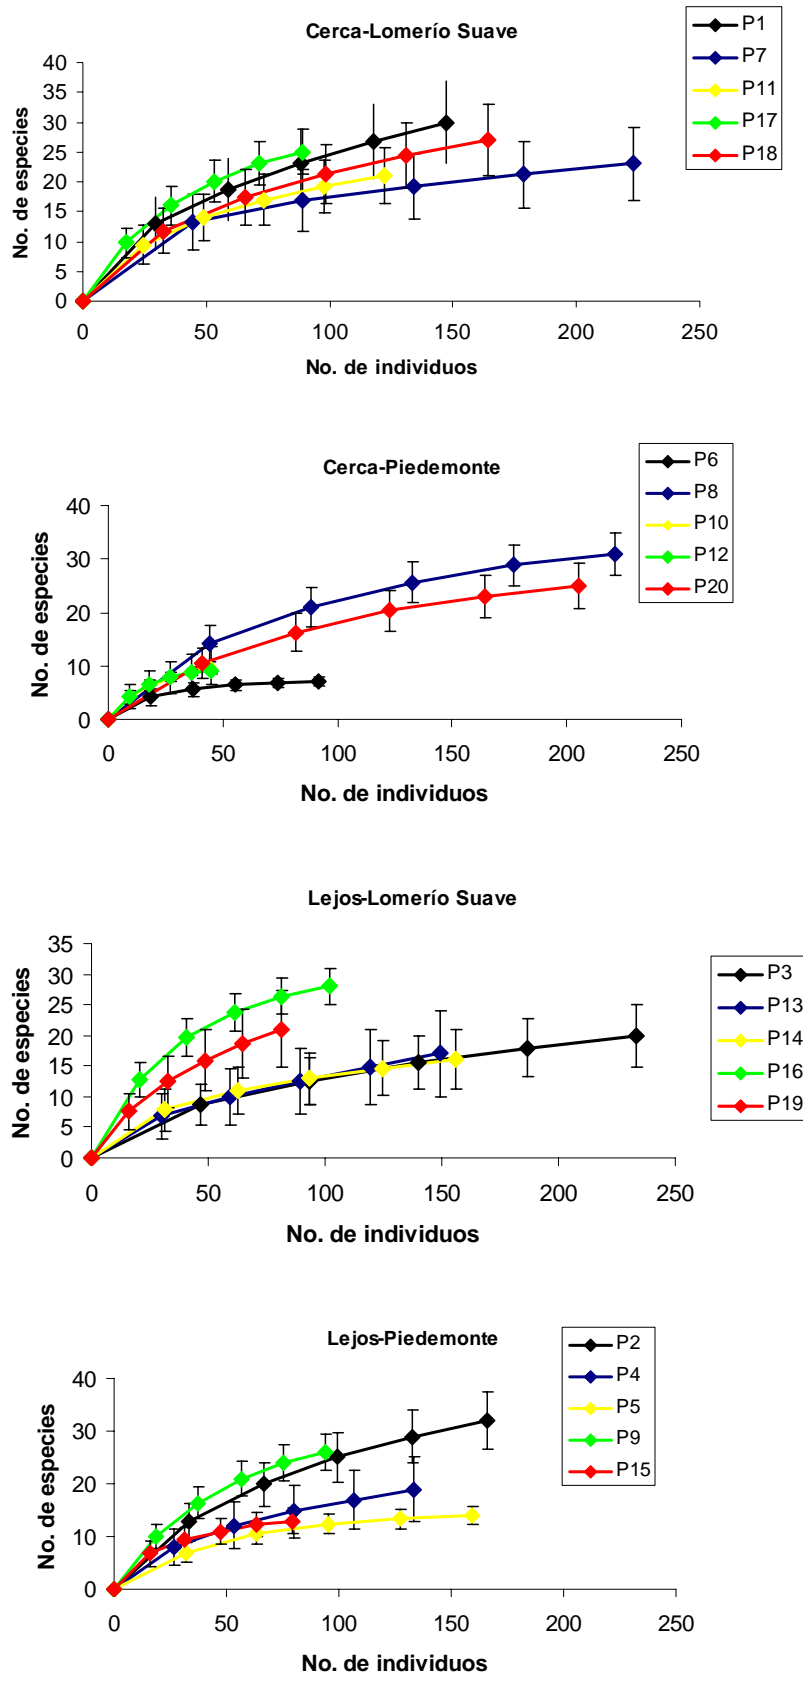 Cerca-Lomerío Suave
P1
P7
P11
P17
P18
No. de especies
40
35
30
25
20
15
10
5
0
0 50 100 150 200 250
No. de individuos
Cerca-Piedemonte
P6
P8
P10
P12
P20
No. de especies
40
30
20
10
0
0 50 100 150 200 250
No. de individuos
Lejos-Lomerío Suave
P3
P13
P14
P16
P19
No. de especies
35
30
25
20
15
10
5
0
0 50 100 150 200 250
No. de individuos
Lejos-Piedemonte
P2
P4
P5
P9
P15
No. de especies
40
30
20
10
0
0 50 100 150 200 250
No. de individuos